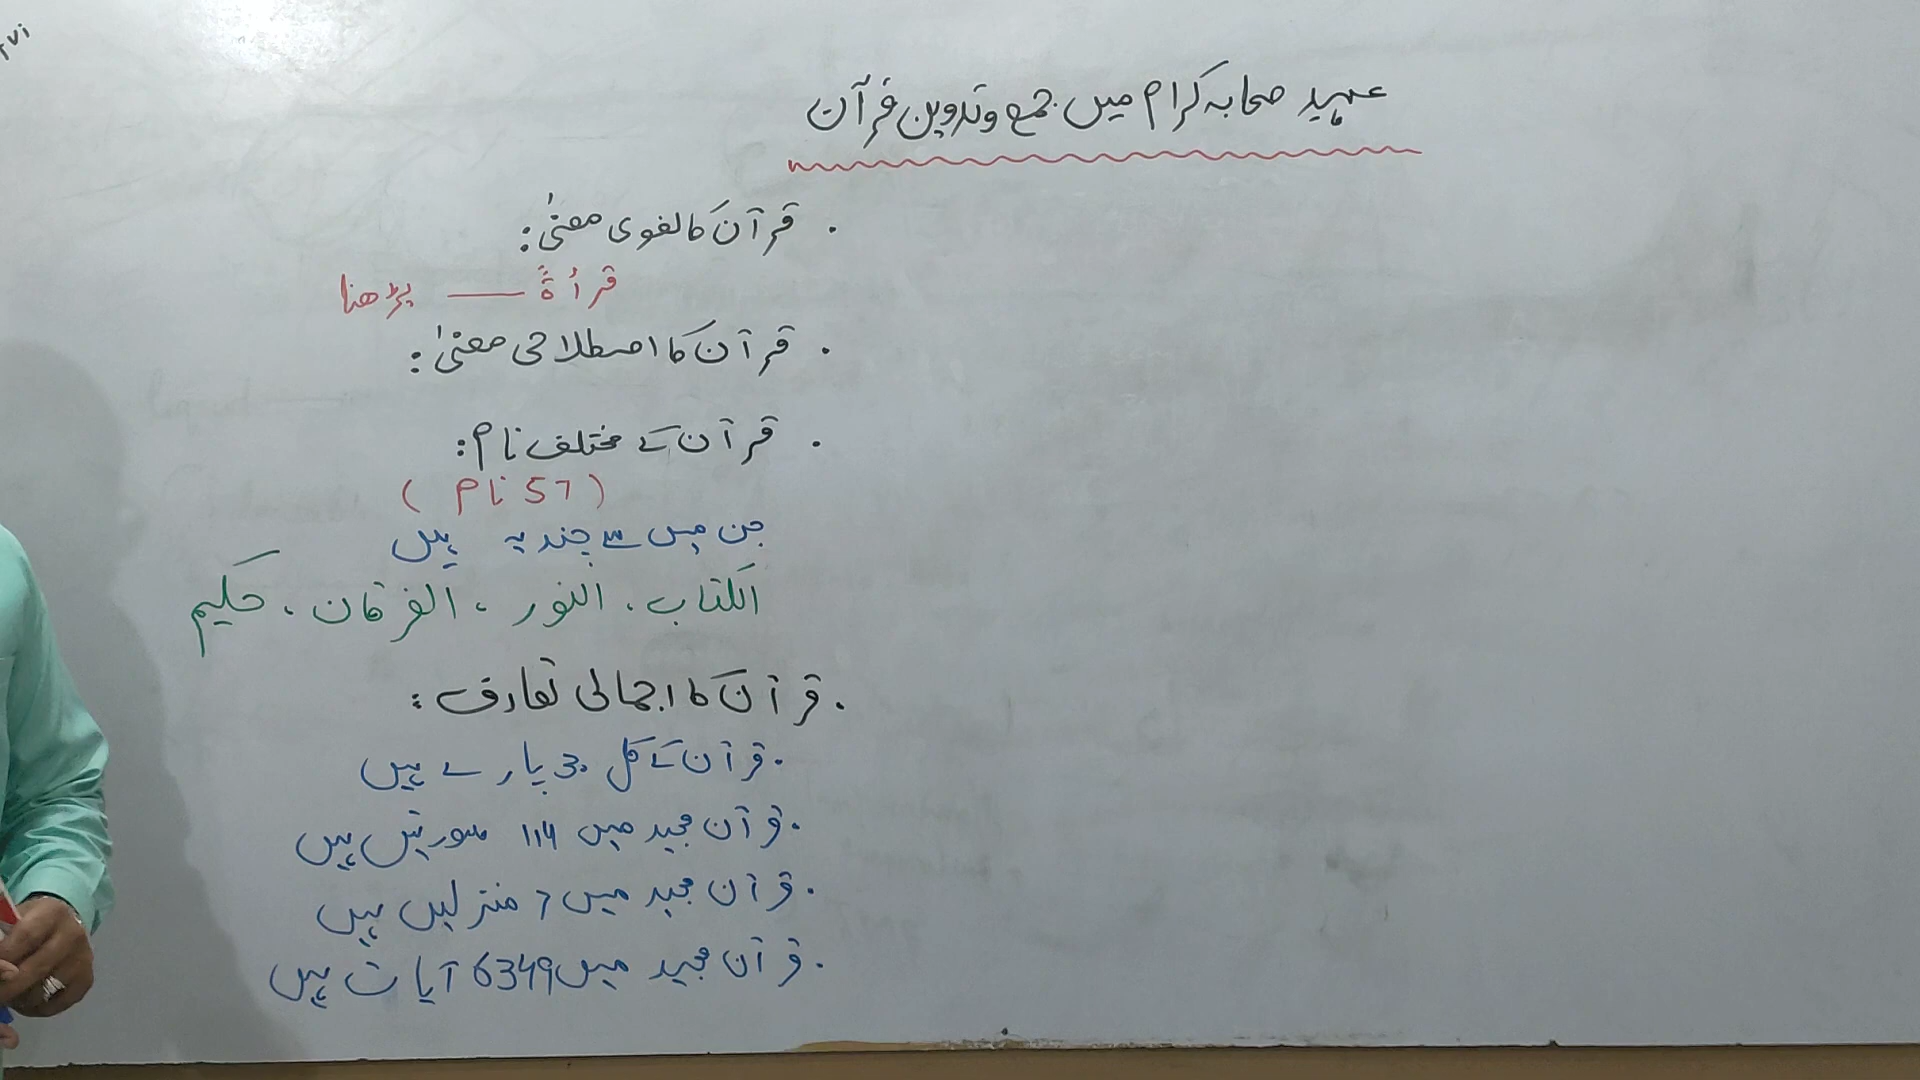 عہد صحابہ کرام میں جمع و تدوین قرآن
. قرآن کا لغوی معنیٰ:
قرأةً — پڑھنا
. قرآن کا اصطلاحی معنیٰ:
. قرآن کے مختلف نام:
(57 نام)
جن میں سے چند یہ ہیں
الکتاب، النور، الفرقان، حکیم
. قرآن کا اجمالی تعارف:
. قرآن کے کل 30 پارے ہیں
. قرآن مجید میں 114 سورتیں ہیں
. قرآن مجید میں 7 منزلیں ہیں
. قرآن مجید میں 6349 آیات ہیں